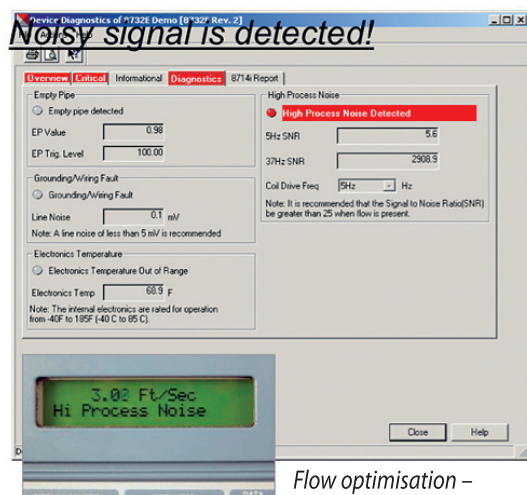 Device Diagnostics of 8732E Demo [8732E Rev. 2]
Noisy signal is detected!
File Actions Help
Overview Critical Informational Diagnostics 8714i Report
Empty Pipe
Empty pipe detected
EP Value 0.98
EP Trig. Level 100.00
Grounding/Wiring Fault
Grounding/Wiring Fault
Line Noise 0.1 mV
Note: A line noise of less than 5 mV is recommended
Electronics Temperature
Electronics Temperature Out of Range
Electronics Temp 68.9 F
Note: The internal electronics are rated for operation
from -40F to 185F (-40 C to 85 C).
High Process Noise
High Process Noise Detected
5Hz SNR 5.6
37Hz SNR 2908.9
Coil Drive Freq 5Hz Hz
Note: It is recommended that the Signal to Noise Ratio(SNR)
be greater than 25 when flow is present.
3.00 Ft/Sec
Hi Process Noise
Close Help
DATA
Flow optimisation –